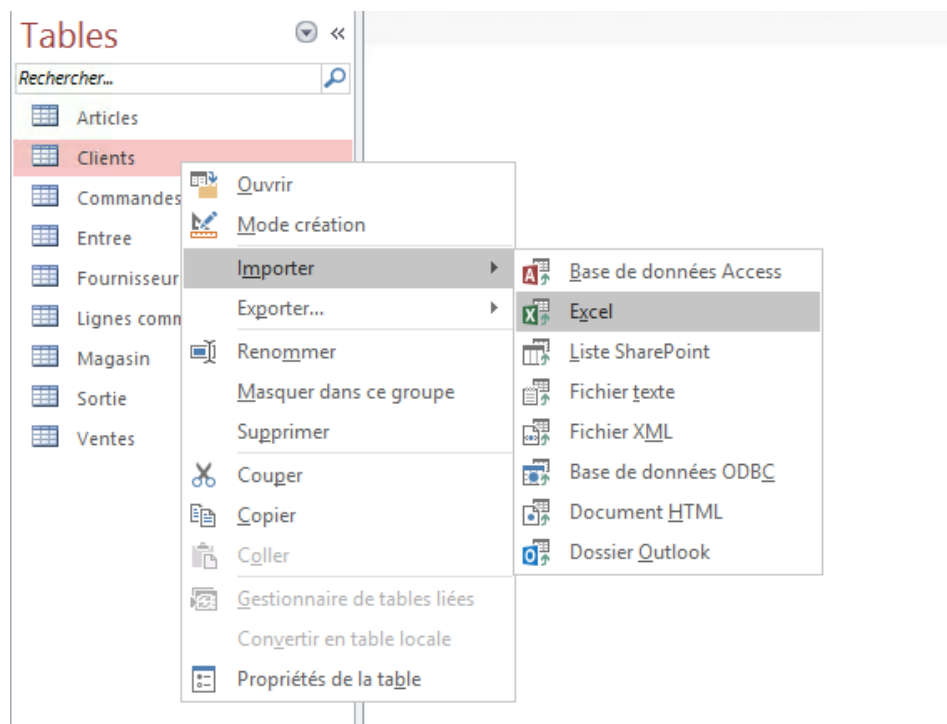 Tables
Rechercher...
Articles
Clients
Commandes
Entree
Fournisseur
Lignes comm
Magasin
Sortie
Ventes
Ouvrir
Mode création
Importer
Exporter...
Renommer
Masquer dans ce groupe
Supprimer
Couper
Copier
Coller
Gestionnaire de tables liées
Convertir en table locale
Propriétés de la table
Base de données Access
Excel
Liste SharePoint
Fichier texte
Fichier XML
Base de données ODBC
Document HTML
Dossier Outlook